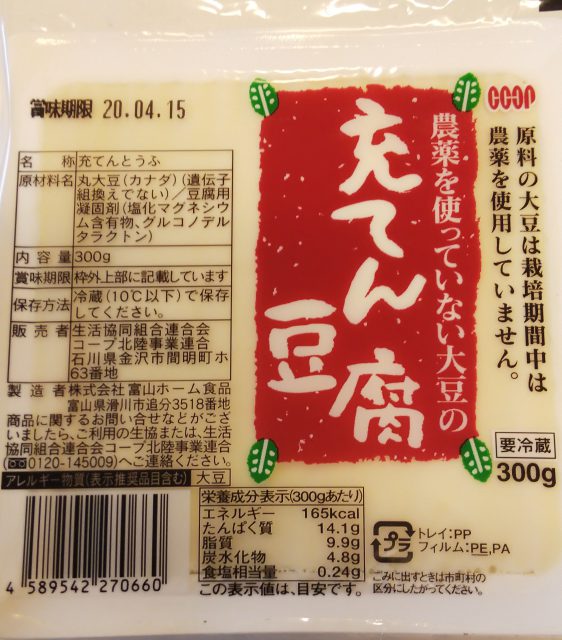 賞味期限 20.04.15
CO-OP
原料の大豆は栽培期間中は
農薬を使用していません。
農薬を使っていない大豆の
充てん
豆腐
要冷蔵
300g
名 称 充てんとうふ
原材料名 丸大豆(カナダ)(遺伝子
組換えでない)/豆腐用
凝固剤(塩化マグネシウ
ム含有物、グルコノデル
タラクトン)
内容量 300g
賞味期限 枠外上部に記載しています
保存方法 冷蔵(10℃以下)で保存
してください。
販売者 生活協同組合連合会
コープ北陸事業連合
石川県金沢市間明町ホ
63番地
製造者 株式会社富山ホーム食品
富山県滑川市追分3518番地
商品に関するお問い合せなどがござ
いましたら、ご利用の生協または、生活
協同組合連合会コープ北陸事業連合
(0120-145009)へご連絡ください。
アレルギー物質(表示推奨品目含む) 大豆
栄養成分表示(300gあたり)
エネルギー 165kcal
たんぱく質 14.1g
脂質 9.9g
炭水化物 4.8g
食塩相当量 0.24g
この表示値は、目安です。
プラ
トレイ:PP
フィルム:PE,PA
ごみに出すときは市町村の
区分にしたがってください。
4 589542 270660